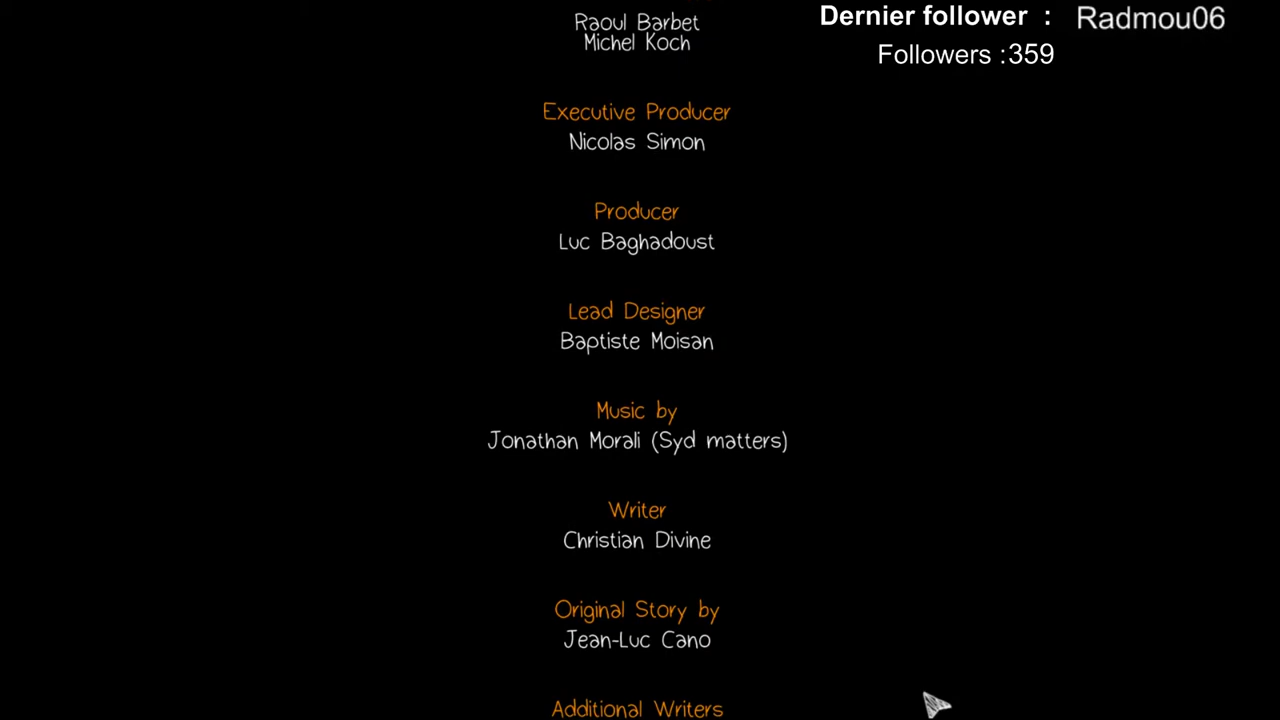 Raoul Barbet
Michel Koch
Dernier follower : Radmou06
Followers :359
Executive Producer
Nicolas Simon
Producer
Luc Baghadoust
Lead Designer
Baptiste Moisan
Music by
Jonathan Morali (Syd matters)
Writer
Christian Divine
Original Story by
Jean-Luc Cano
Additional Writers